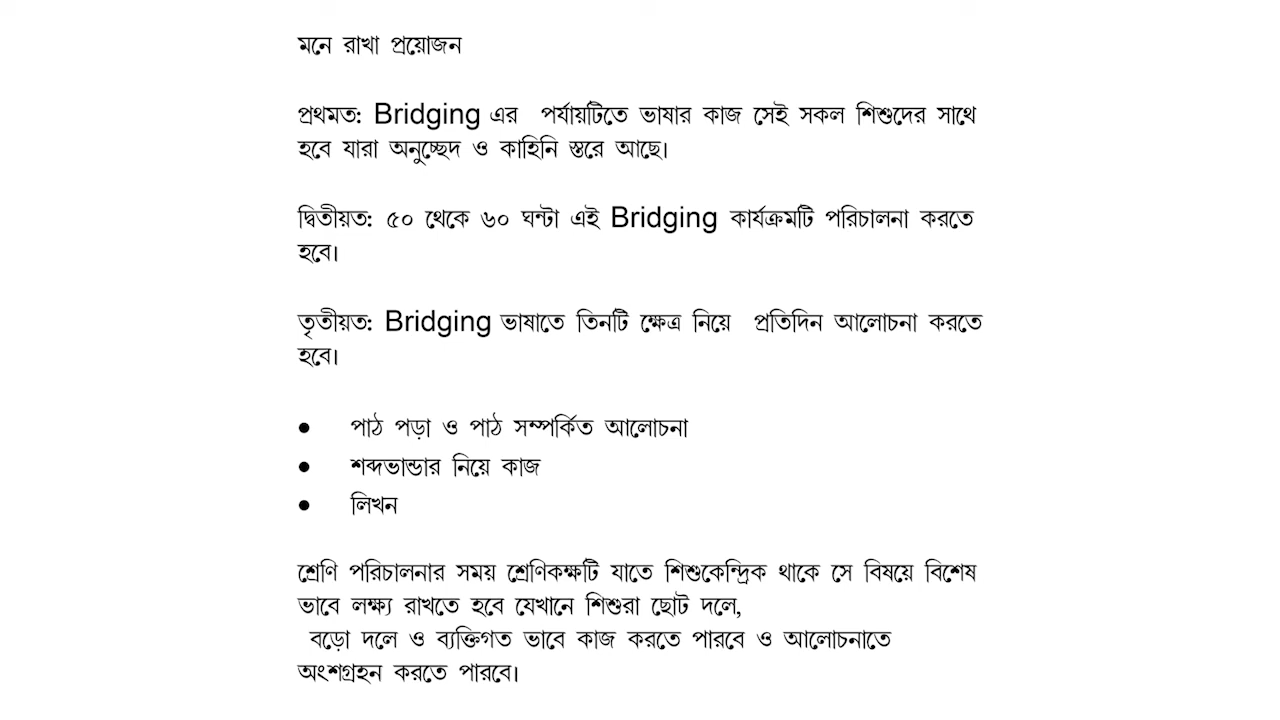 মনে রাখা প্রয়োজন
প্রথমত: Bridging এর পর্যায়টিতে ভাষার কাজ সেই সকল শিশুদের সাথে
হবে যারা অনুচ্ছেদ ও কাহিনি স্তরে আছে।
দ্বিতীয়ত: ৫০ থেকে ৬০ ঘন্টা এই Bridging কার্যক্রমটি পরিচালনা করতে
হবে।
তৃতীয়ত: Bridging ভাষাতে তিনটি ক্ষেত্র নিয়ে প্রতিদিন আলোচনা করতে
হবে।
● পাঠ পড়া ও পাঠ সম্পর্কিত আলোচনা
● শব্দভান্ডার নিয়ে কাজ
● লিখন
শ্রেণি পরিচালনার সময় শ্রেণিকক্ষটি যাতে শিশুকেন্দ্রিক থাকে সে বিষয়ে বিশেষ
ভাবে লক্ষ্য রাখতে হবে যেখানে শিশুরা ছোট দলে,
বড়ো দলে ও ব্যক্তিগত ভাবে কাজ করতে পারবে ও আলোচনাতে
অংশগ্রহন করতে পারবে।